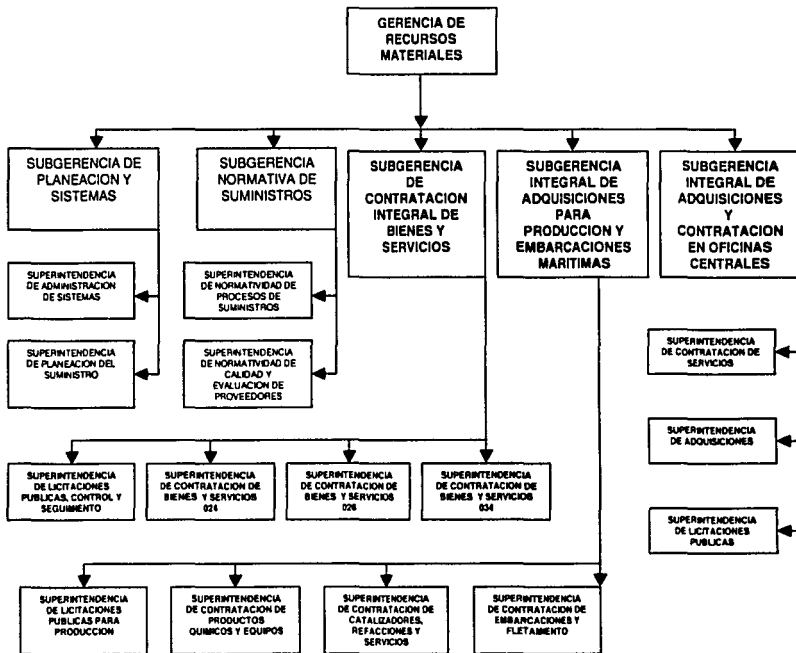 GERENCIA DE
RECURSOS
MATERIALES
SUBGERENCIA DE
PLANEACION Y
SISTEMAS
SUBGERENCIA
NORMATIVA DE
SUMINISTROS
SUBGERENCIA
DE
CONTRATACION
INTEGRAL DE
BIENES Y
SERVICIOS
SUBGERENCIA
INTEGRAL DE
ADQUISICIONES
PARA
PRODUCCION Y
EMBARCACIONES
MARITIMAS
SUBGERENCIA
INTEGRAL DE
ADQUISICIONES
Y
CONTRATACION
EN OFICINAS
CENTRALES
SUPERINTENDENCIA
DE ADMINISTRACION
DE SISTEMAS
SUPERINTENDENCIA
DE NORMATIVIDAD DE
PROCESOS DE
SUMINISTROS
SUPERINTENDENCIA
DE PLANEACION DEL
SUMINISTRO
SUPERINTENDENCIA
DE NORMATIVIDAD DE
CALIDAD Y
EVALUACION DE
PROVEEDORES
SUPERINTENDENCIA
DE CONTRATACION DE
SERVICIOS
SUPERINTENDENCIA
DE ADQUISICIONES
SUPERINTENDENCIA
DE LICITACIONES
PUBLICAS
SUPERINTENDENCIA
DE LICITACIONES
PUBLICAS, CONTROL Y
SEGUIMIENTO
SUPERINTENDENCIA
DE CONTRATACION DE
BIENES Y SERVICIOS
024
SUPERINTENDENCIA
DE CONTRATACION DE
BIENES Y SERVICIOS
026
SUPERINTENDENCIA
DE CONTRATACION DE
BIENES Y SERVICIOS
034
SUPERINTENDENCIA
DE LICITACIONES
PUBLICAS PARA
PRODUCCION
SUPERINTENDENCIA
DE CONTRATACION DE
PRODUCTOS
QUIMICOS Y EQUIPOS
SUPERINTENDENCIA
DE CONTRATACION DE
CATALIZADORES,
REFACCIONES Y
SERVICIOS
SUPERINTENDENCIA
DE CONTRATACION DE
EMBARCACIONES Y
FLETAMIENTO